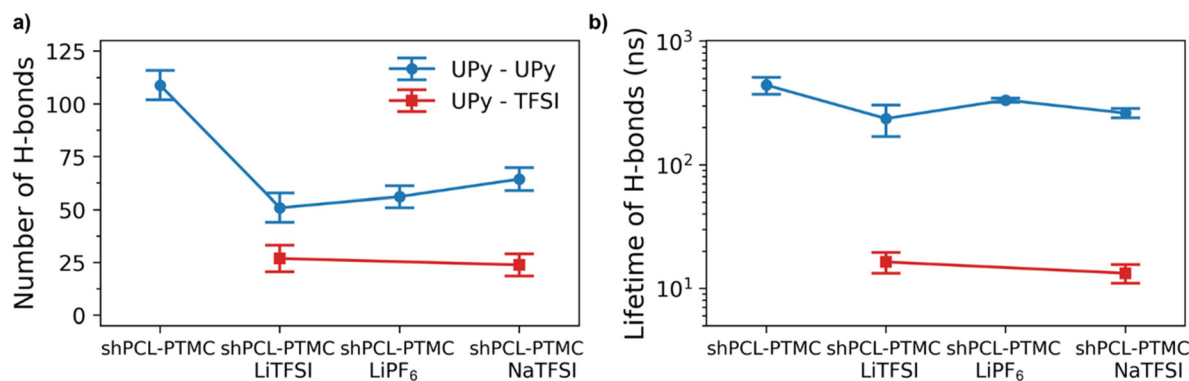 a)
Number of H-bonds
125
100
75
50
25
0
UPy - UPy
UPy - TFSI
shPCL-PTMC
shPCL-PTMC
LiTFSI
shPCL-PTMC
LiPF₆
shPCL-PTMC
NaTFSI
b)
Lifetime of H-bonds (ns)
10³
10²
10¹
shPCL-PTMC
shPCL-PTMC
LiTFSI
shPCL-PTMC
LiPF₆
shPCL-PTMC
NaTFSI